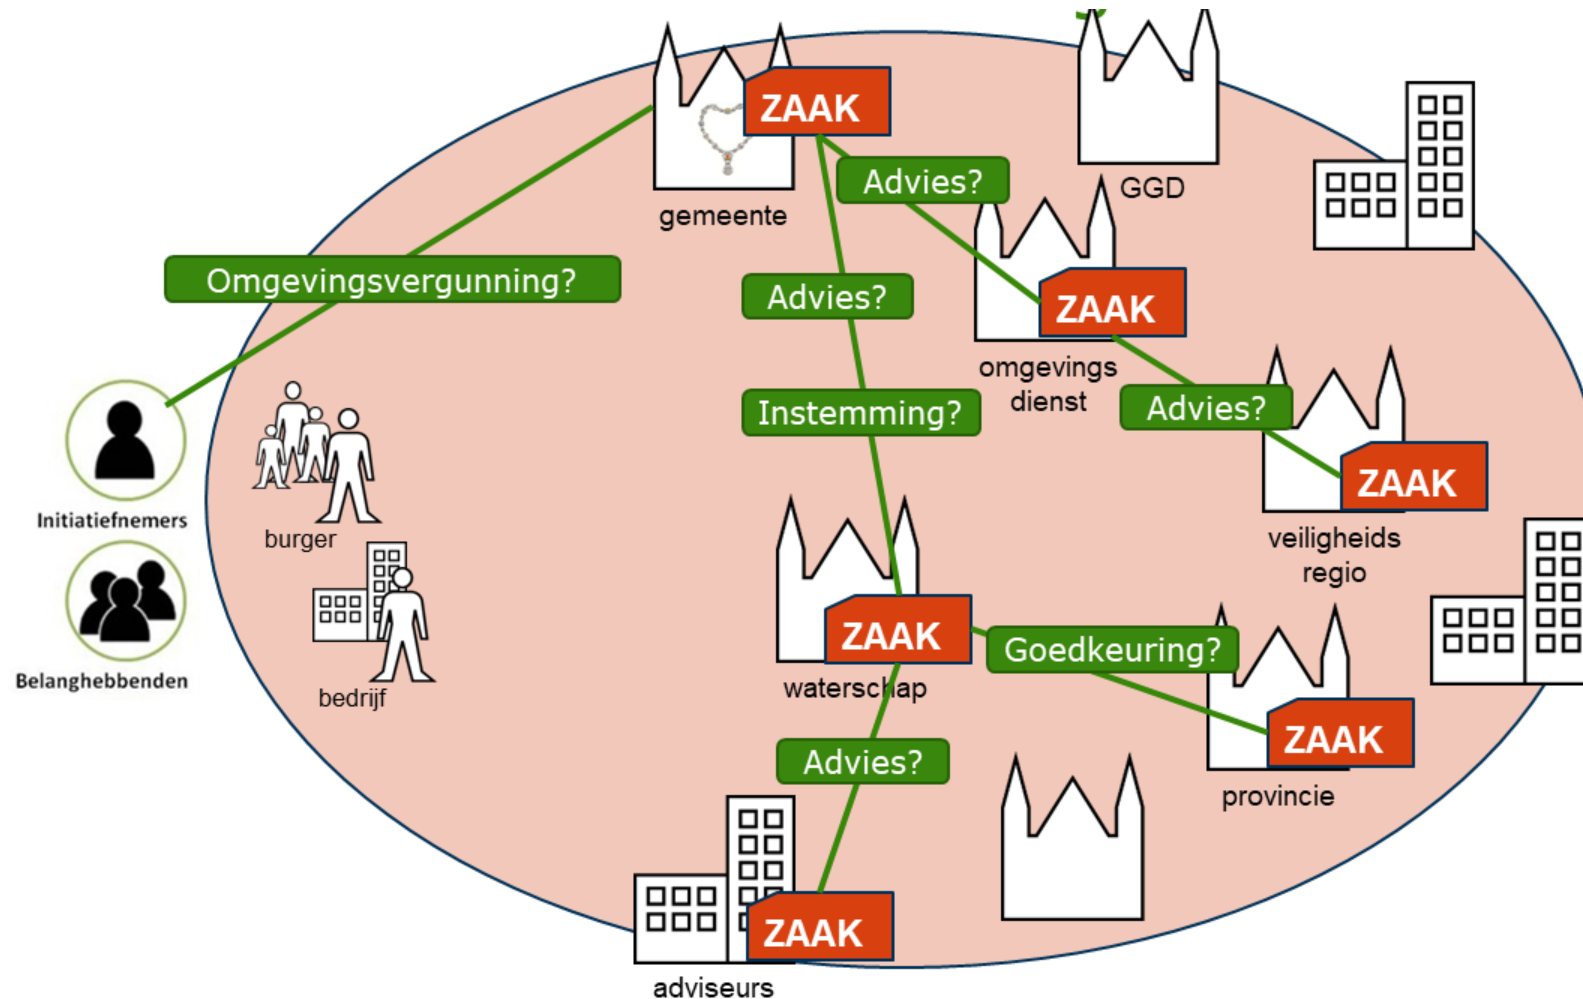 ZAAK
gemeente
Advies?
GGD
Omgevingsvergunning?
Advies?
ZAAK
omgevings
dienst
Instemming?
Advies?
ZAAK
veiligheids
regio
Initiatiefnemers
burger
ZAAK
waterschap
Goedkeuring?
Belanghebbenden
bedrijf
ZAAK
provincie
Advies?
ZAAK
adviseurs